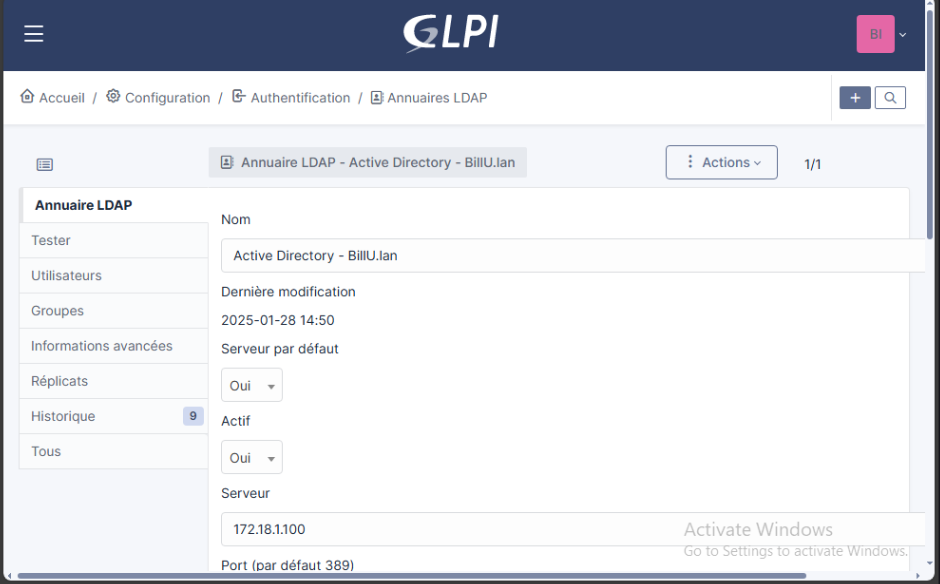 GLPI
BI
Accueil / Configuration / Authentification / Annuaires LDAP
Annuaire LDAP - Active Directory - BillU.lan
Actions
1/1
Annuaire LDAP
Tester
Utilisateurs
Groupes
Informations avancées
Réplicats
Historique 9
Tous
Nom
Active Directory - BillU.lan
Dernière modification
2025-01-28 14:50
Serveur par défaut
Oui
Actif
Oui
Serveur
172.18.1.100
Port (par défaut 389)
Activate Windows
Go to Settings to activate Windows.